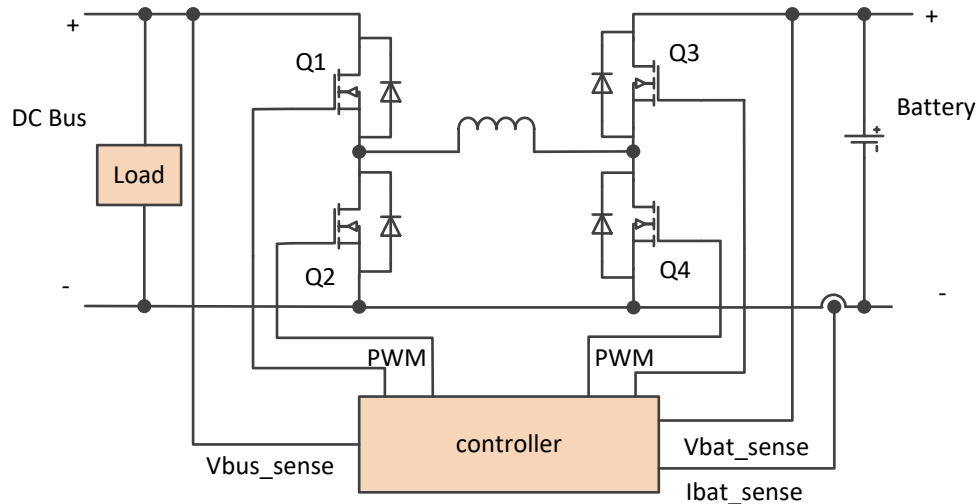 +
+
Q1
Q3
DC Bus
Battery
Load
+
-
Q2
Q4
-
-
PWM
PWM
controller
Vbus_sense
Vbat_sense
Ibat_sense